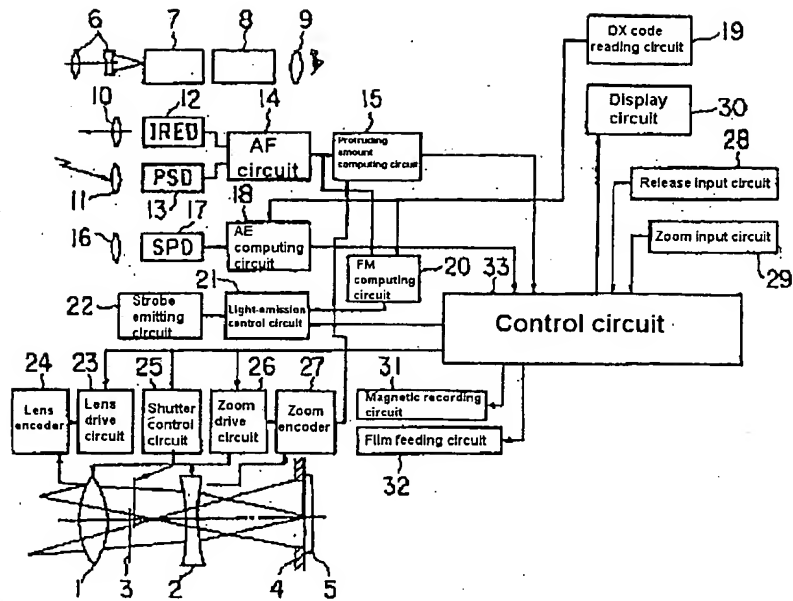 6
7
8
9
DX code
reading circuit
19
Display
circuit
30
10
12
IRED
14
AF
circuit
15
Protruding
amount
computing circuit
28
Release input circuit
11
PSD
13
17
18
16
SPD
AE
computing
circuit
Zoom input circuit
29
FM
computing
circuit
20
33
Control circuit
22
Strobe
emitting
circuit
21
Light-emission
control circuit
24
23
25
26
27
Lens
encoder
Lens
drive
circuit
Shutter
control
circuit
Zoom
drive
circuit
Zoom
encoder
31
Magnetic recording
circuit
Film feeding circuit
32
1
3
2
4
5